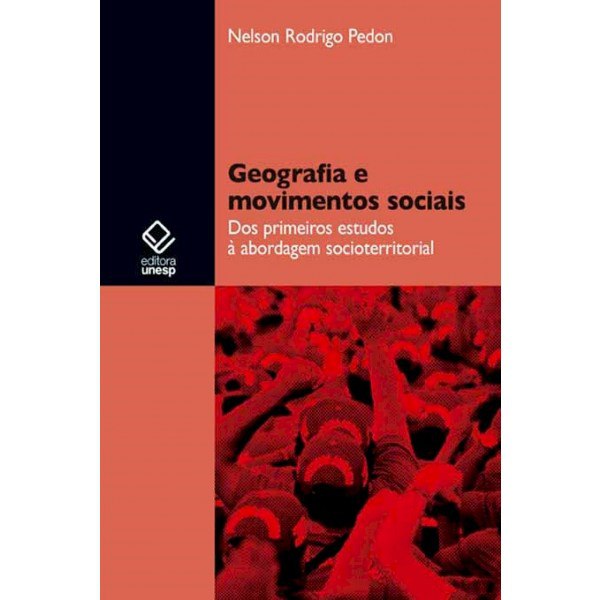 Nelson Rodrigo Pedon
Geografia e
movimentos sociais
Dos primeiros estudos
à abordagem socioterritorial
editora
unesp